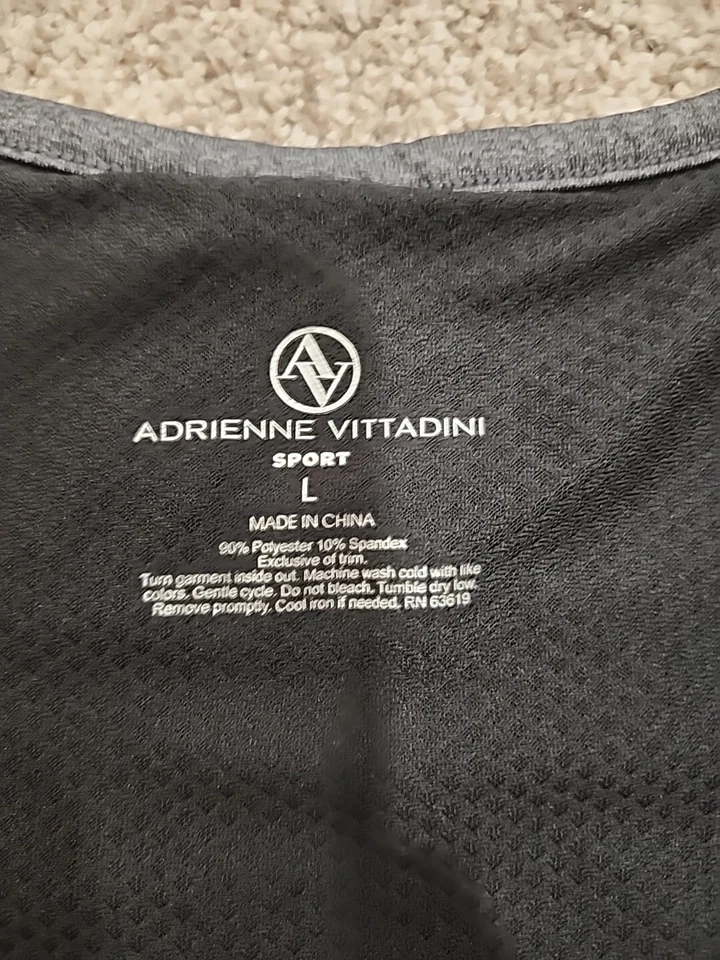 AV
ADRIENNE VITTADINI
SPORT
L
MADE IN CHINA
90% Polyester 10% Spandex
Exclusive of trim.
Turn garment inside out. Machine wash cold with like
colors. Gentle cycle. Do not bleach. Tumble dry low.
Remove promptly. Cool iron if needed. RN 63619